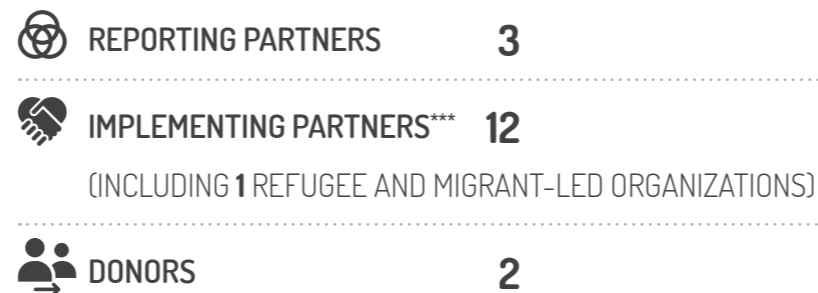 REPORTING PARTNERS 3
IMPLEMENTING PARTNERS*** 12
(INCLUDING 1 REFUGEE AND MIGRANT-LED ORGANIZATIONS)
DONORS 2